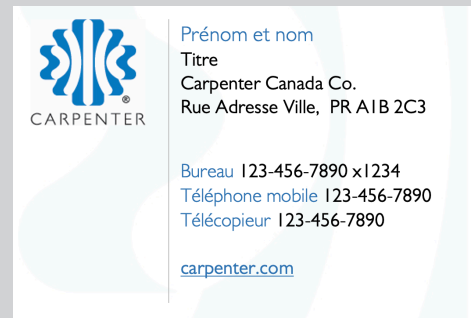 CARPENTER
®
Prénom et nom
Titre
Carpenter Canada Co.
Rue Adresse Ville, PR A1B 2C3
Bureau 123-456-7890 x1234
Téléphone mobile 123-456-7890
Télécopieur 123-456-7890
carpenter.com